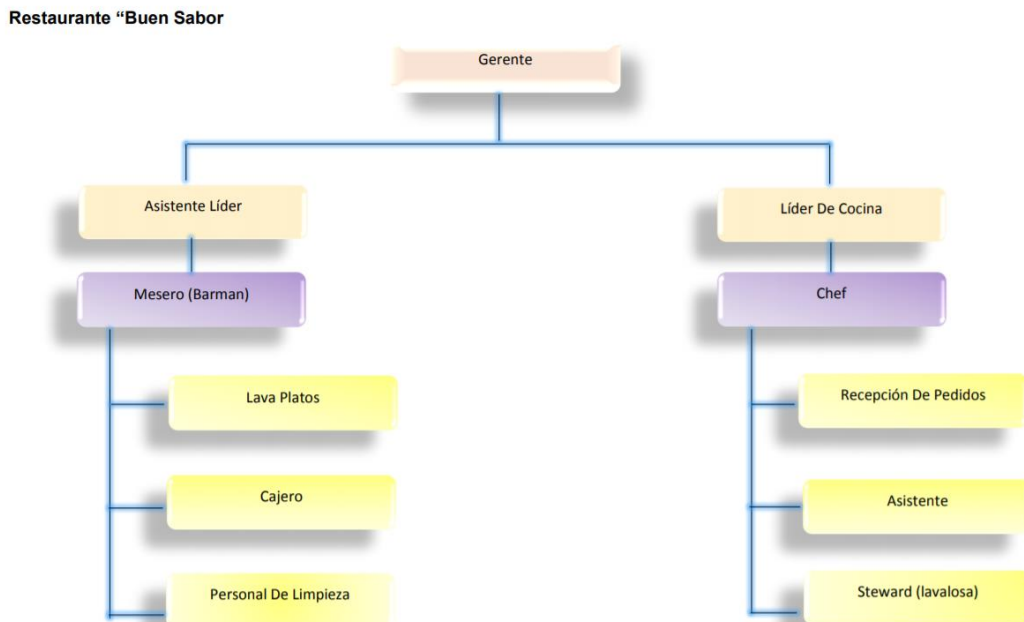 Restaurante “Buen Sabor
Gerente
Asistente Líder
Líder De Cocina
Mesero (Barman)
Chef
Lava Platos
Recepción De Pedidos
Cajero
Asistente
Personal De Limpieza
Steward (lavalosa)